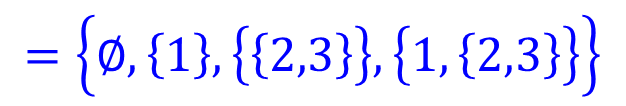 = {∅, {1}, {{2,3}}, {1, {2,3}}}